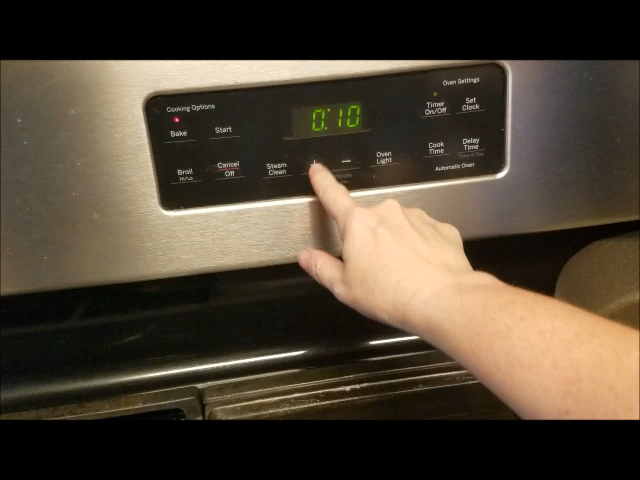 Cooking Options
Bake
Start
Broil
Hi/Lo
Cancel
Off
Steam
Clean
0:10
+
-
Oven
Light
Oven Settings
Timer
On/Off
Set
Clock
Cook
Time
Delay
Time
Automatic Oven